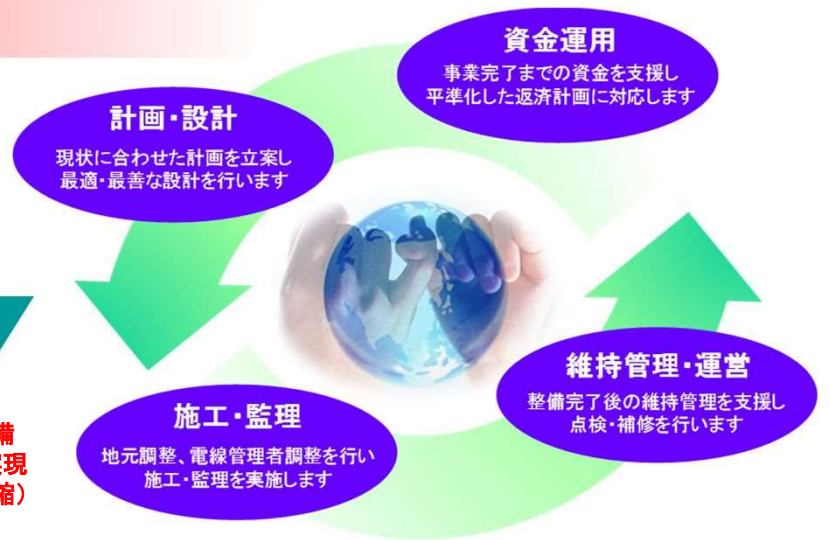 資金運用
事業完了までの資金を支援し
平準化した返済計画に対応します
計画・設計
現状に合わせた計画を立案し
最適・最善な設計を行います
維持管理・運営
整備完了後の維持管理を支援し
点検・補修を行います
施工・監理
地元調整、電線管理者調整を行い
施工・監理を実施します
備
現
縮）